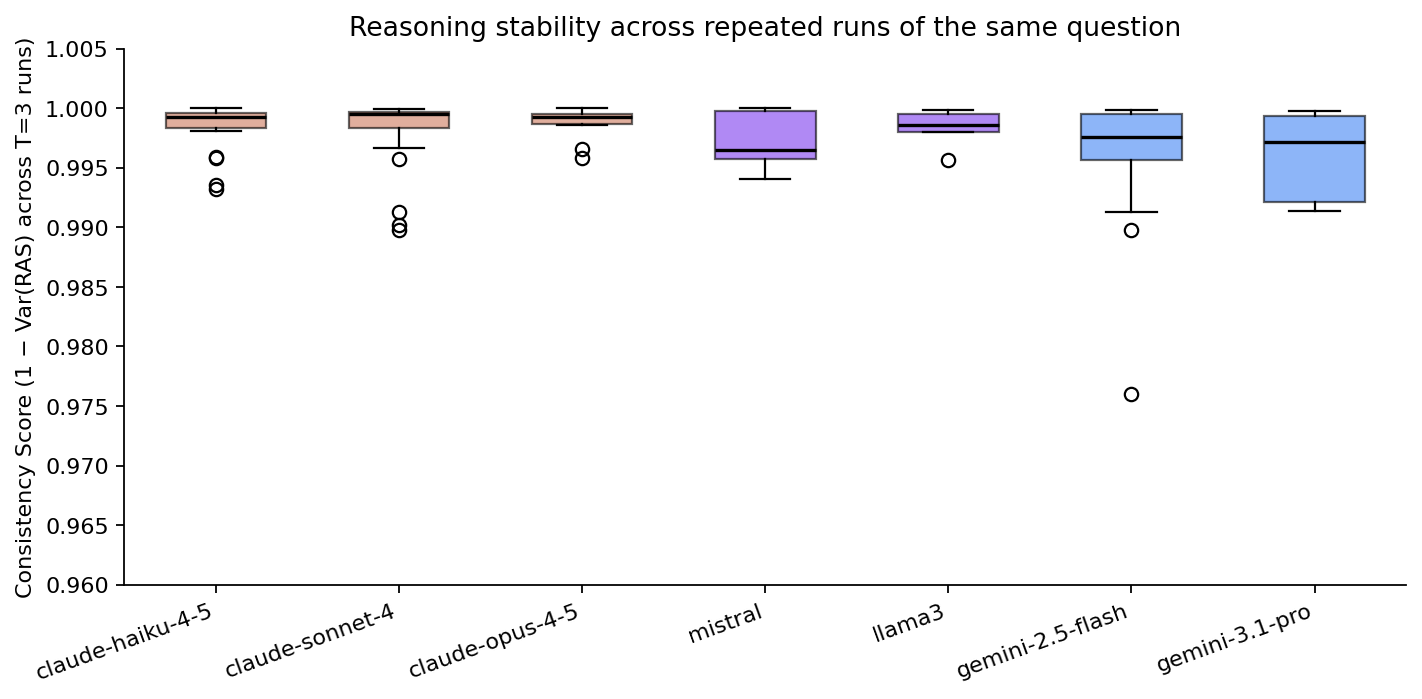 Reasoning stability across repeated runs of the same question
Consistency Score (1 − Var(RAS) across T=3 runs)
1.005
1.000
0.995
0.990
0.985
0.980
0.975
0.970
0.965
0.960
claude-haiku-4-5
claude-sonnet-4
claude-opus-4-5
mistral
llama3
gemini-2.5-flash
gemini-3.1-pro